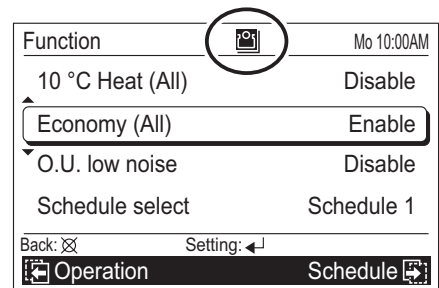 Function Mo 10:00AM
10 °C Heat (All) Disable
Economy (All) Enable
O.U. low noise Disable
Schedule select Schedule 1
Back: Setting:
Operation Schedule